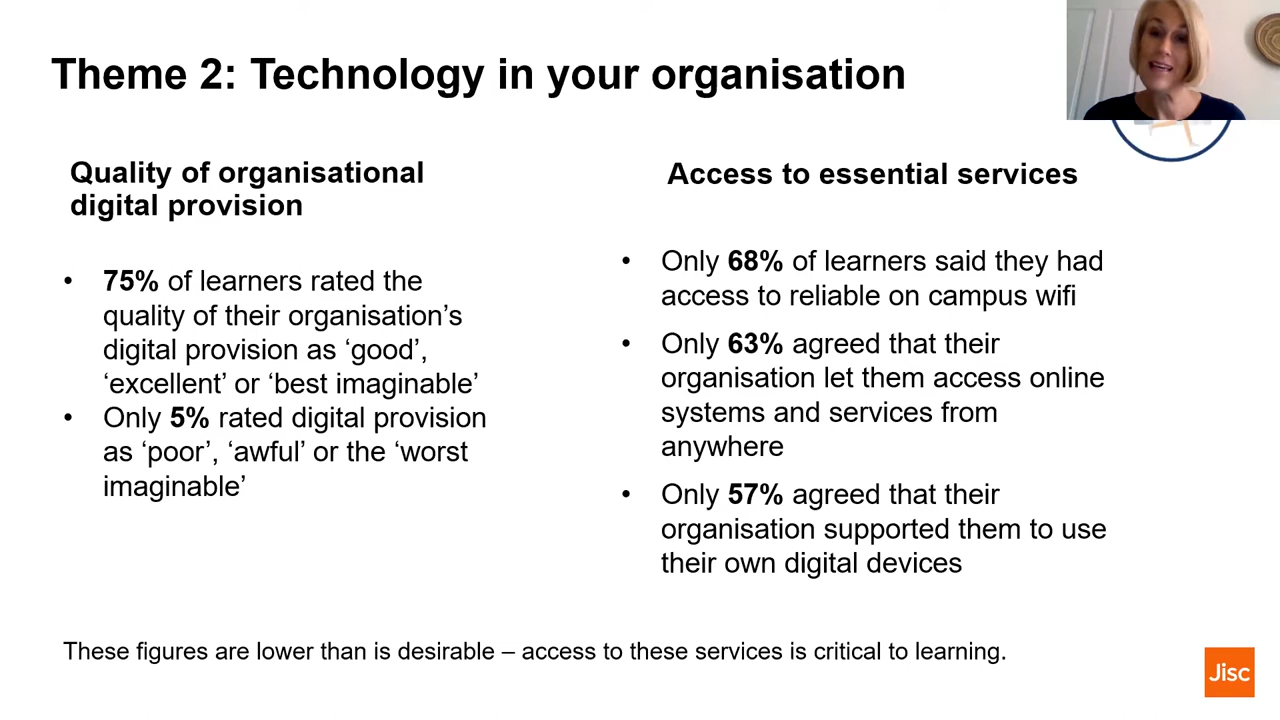 Theme 2: Technology in your organisation
Quality of organisational
digital provision
• 75% of learners rated the
quality of their organisation’s
digital provision as ‘good’,
‘excellent’ or ‘best imaginable’
• Only 5% rated digital provision
as ‘poor’, ‘awful’ or the ‘worst
imaginable’
Access to essential services
• Only 68% of learners said they had
access to reliable on campus wifi
• Only 63% agreed that their
organisation let them access online
systems and services from
anywhere
• Only 57% agreed that their
organisation supported them to use
their own digital devices
These figures are lower than is desirable – access to these services is critical to learning.
Jisc